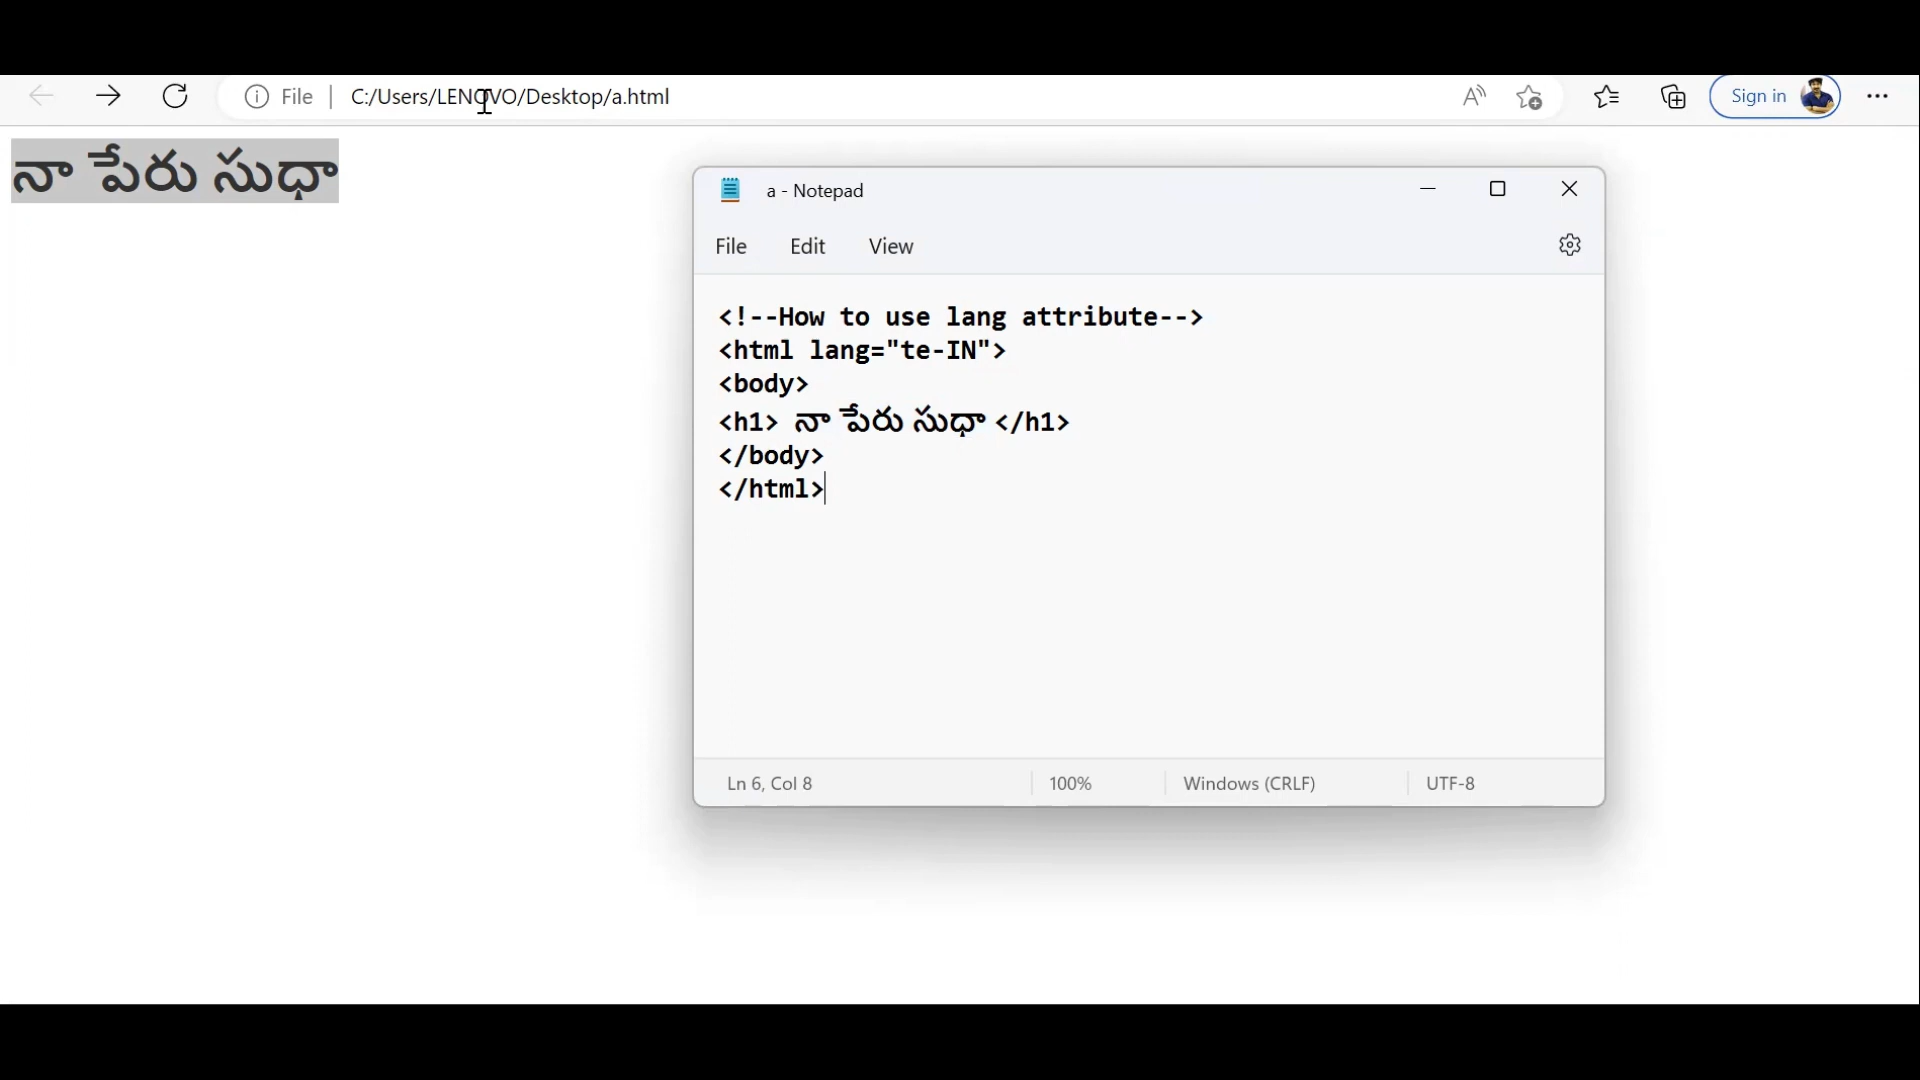 File | C:/Users/LENOVO/Desktop/a.html
Sign in
నా పేరు సుధా
a - Notepad
File Edit View
<!--How to use lang attribute-->
<html lang="te-IN">
<body>
<h1> నా పేరు సుధా </h1>
</body>
</html>
Ln 6, Col 8 100% Windows (CRLF) UTF-8